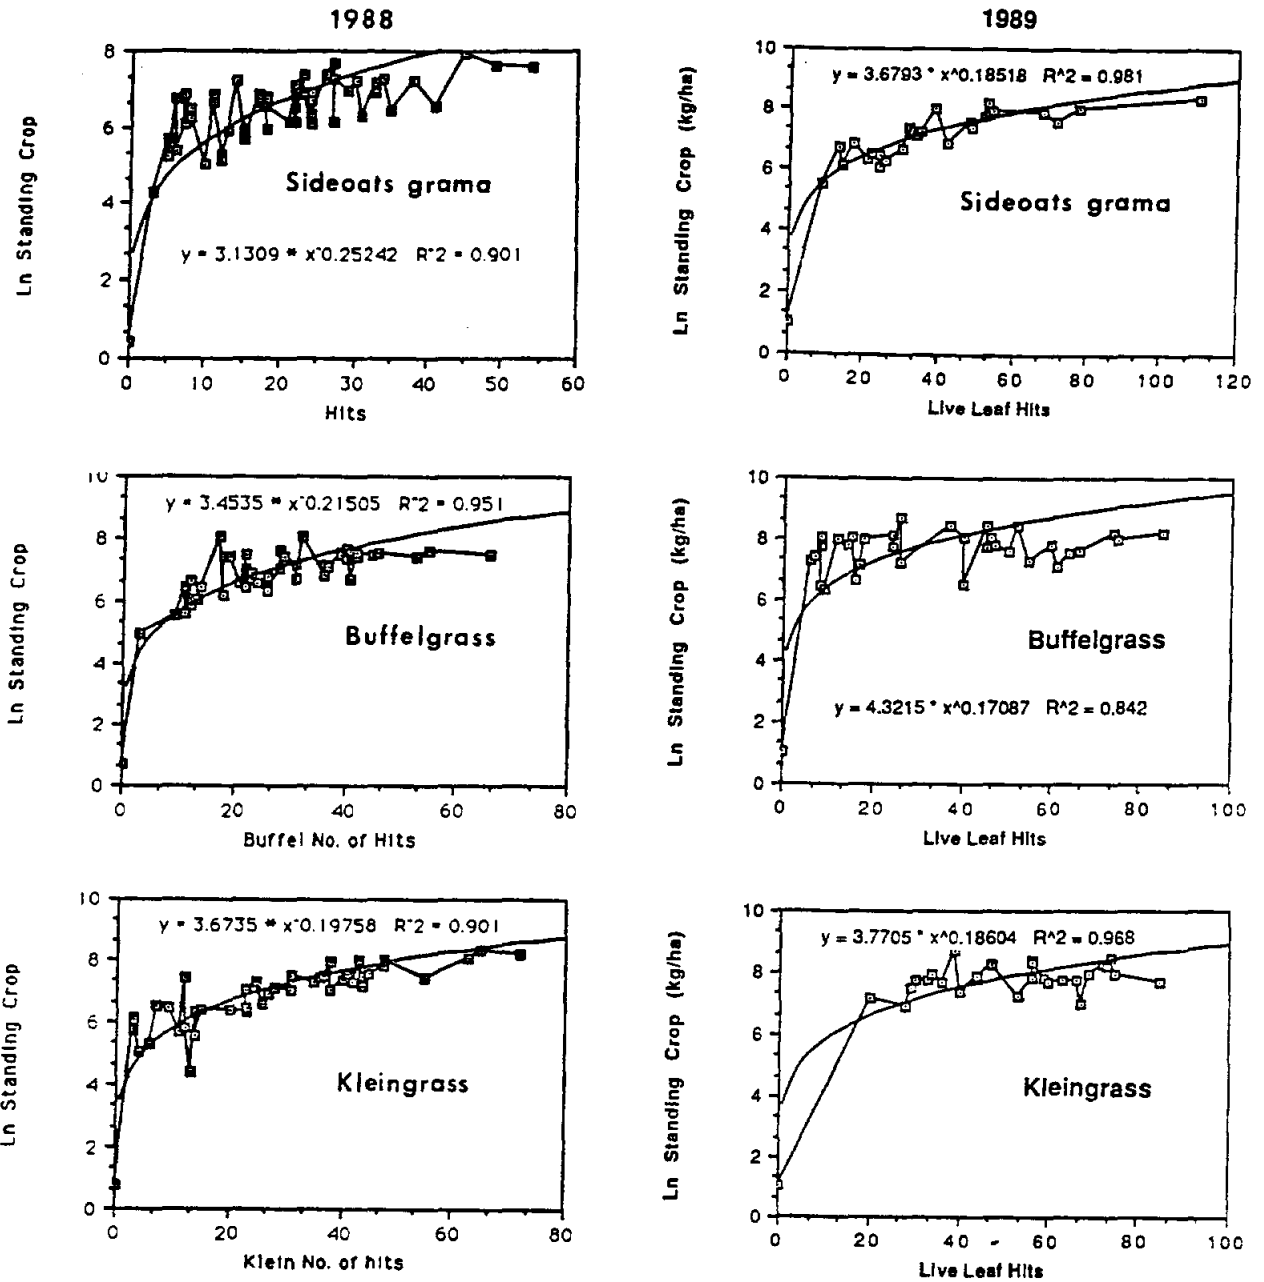 1988
8
6
4
2
0
Ln Standing Crop
Sideoats grama
y = 3.1309 * x^0.25242 R^2 = 0.901
0 10 20 30 40 50 60
Hits
1989
10
8
6
4
2
0
Ln Standing Crop (kg/ha)
y = 3.6793 * x^0.18518 R^2 = 0.981
Sideoats grama
0 20 40 60 80 100 120
Live Leaf Hits
10
8
6
4
2
0
Ln Standing Crop
y = 3.4535 * x^0.21505 R^2 = 0.951
Buffelgrass
0 20 40 60 80
Buffel No. of Hits
10
8
6
4
2
0
Ln Standing Crop (kg/ha)
Buffelgrass
y = 4.3215 * x^0.17087 R^2 = 0.842
0 20 40 60 80 100
Live Leaf Hits
10
8
6
4
2
0
Ln Standing Crop
y = 3.6735 * x^0.19758 R^2 = 0.901
Kleingrass
0 20 40 60 80
Klein No. of hits
10
8
6
4
2
0
Ln Standing Crop (kg/ha)
y = 3.7705 * x^0.18604 R^2 = 0.968
Kleingrass
0 20 40 60 80 100
Live Leaf Hits